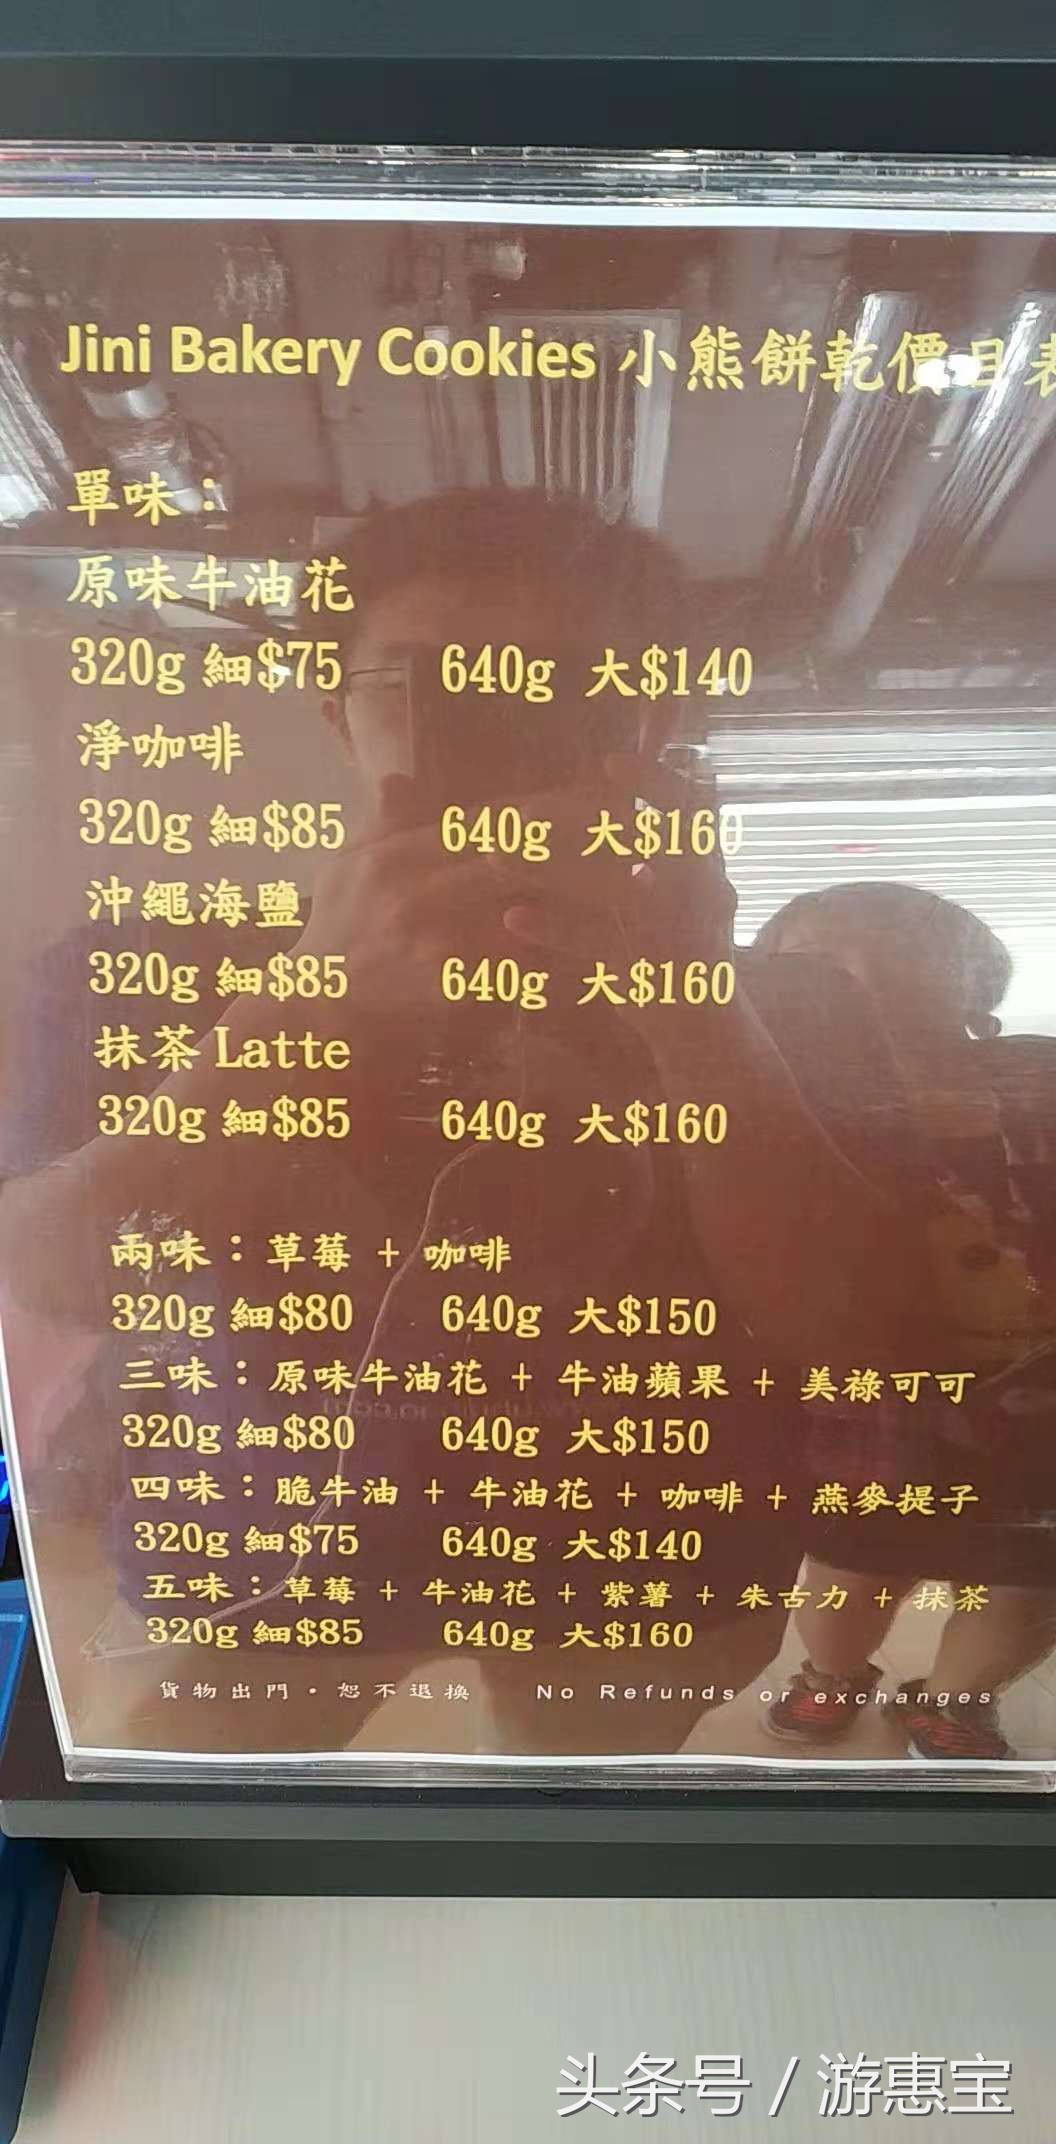 Jini Bakery Cookies 小熊餅乾價目表
單味：
原味牛油花
320g 細$75 640g 大$140
淨咖啡
320g 細$85 640g 大$160
沖繩海鹽
320g 細$85 640g 大$160
抹茶 Latte
320g 細$85 640g 大$160
兩味：草莓 + 咖啡
320g 細$80 640g 大$150
三味：原味牛油花 + 牛油蘋果 + 美祿可可
320g 細$80 640g 大$150
四味：脆牛油 + 牛油花 + 咖啡 + 燕麥提子
320g 細$75 640g 大$140
五味：草莓 + 牛油花 + 紫薯 + 朱古力 + 抹茶
320g 細$85 640g 大$160
貨物出門・恕不退換 No Refunds or exchanges
头条号 / 游惠宝